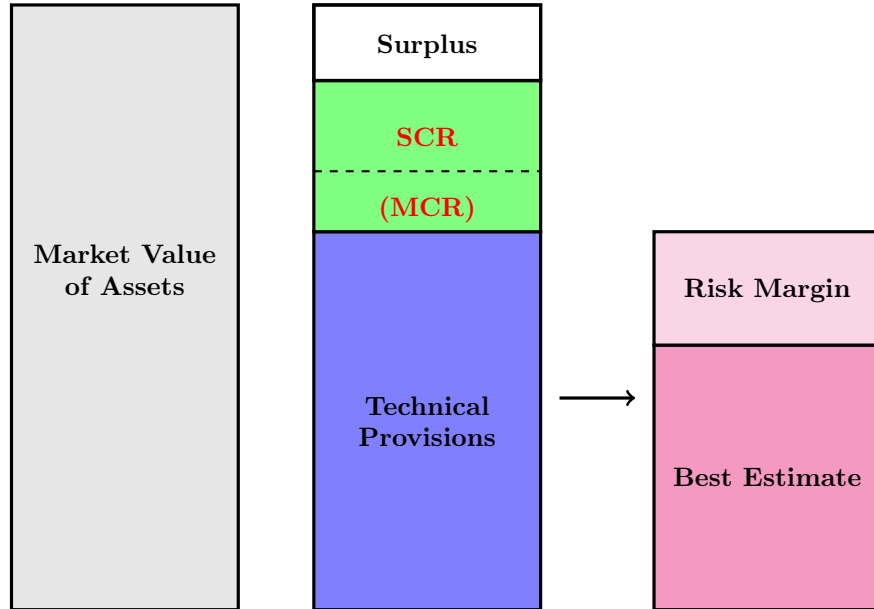 Surplus
SCR
(MCR)
Market Value
of Assets
Risk Margin
Technical
Provisions
Best Estimate